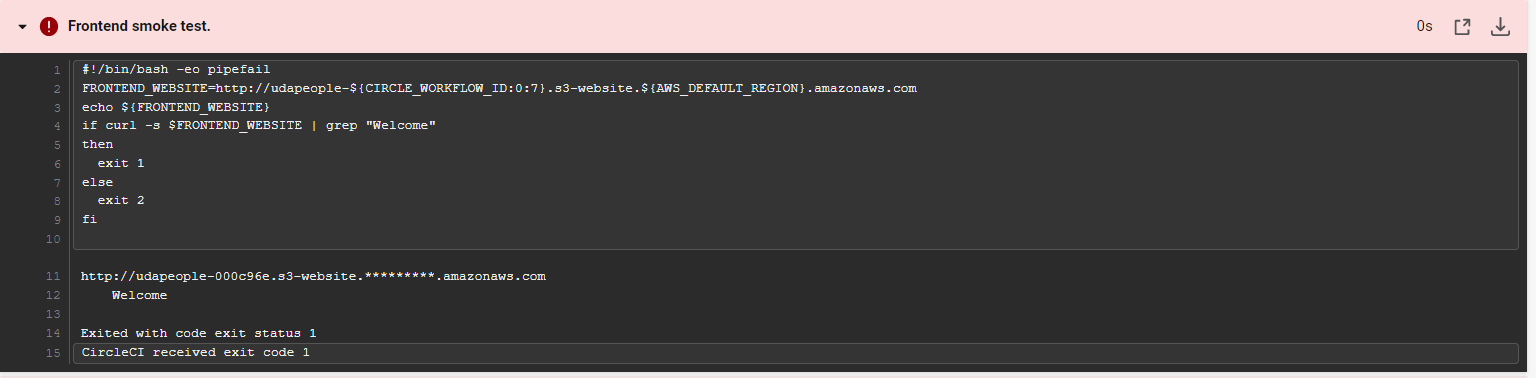 Frontend smoke test.
0s
1 #!/bin/bash -eo pipefail
2 FRONTEND_WEBSITE=http://udapeople-${CIRCLE_WORKFLOW_ID:0:7}.s3-website.${AWS_DEFAULT_REGION}.amazonaws.com
3 echo ${FRONTEND_WEBSITE}
4 if curl -s $FRONTEND_WEBSITE | grep "Welcome"
5 then
6   exit 1
7 else
8   exit 2
9 fi
10
11 http://udapeople-000c96e.s3-website.*********.amazonaws.com
12     Welcome
13
14 Exited with code exit status 1
15 CircleCI received exit code 1